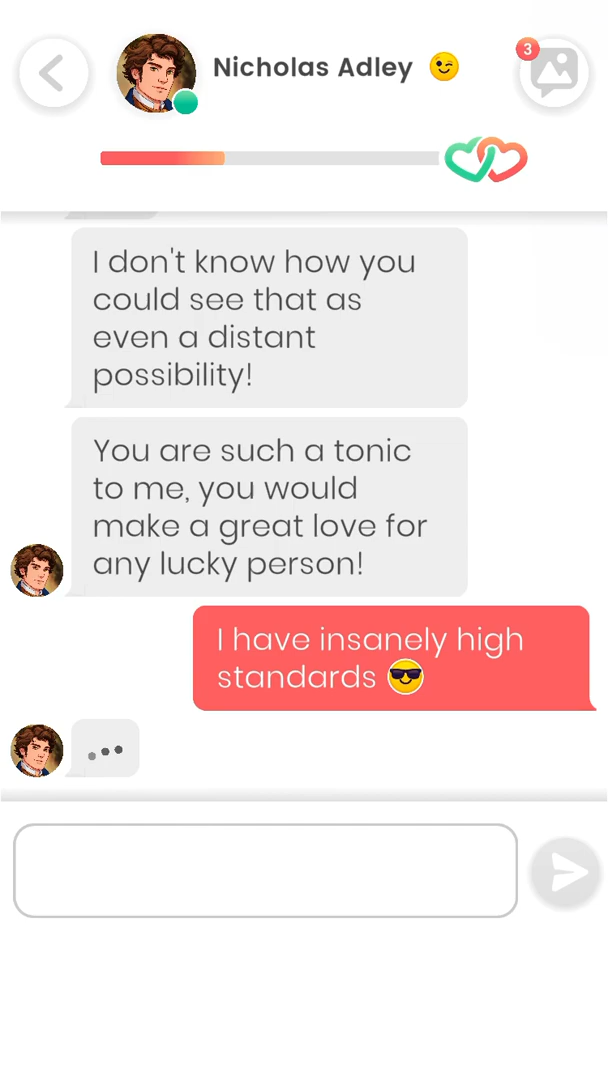 Nicholas Adley 😉
3
I don't know how you
could see that as
even a distant
possibility!
You are such a tonic
to me, you would
make a great love for
any lucky person!
I have insanely high
standards 😎